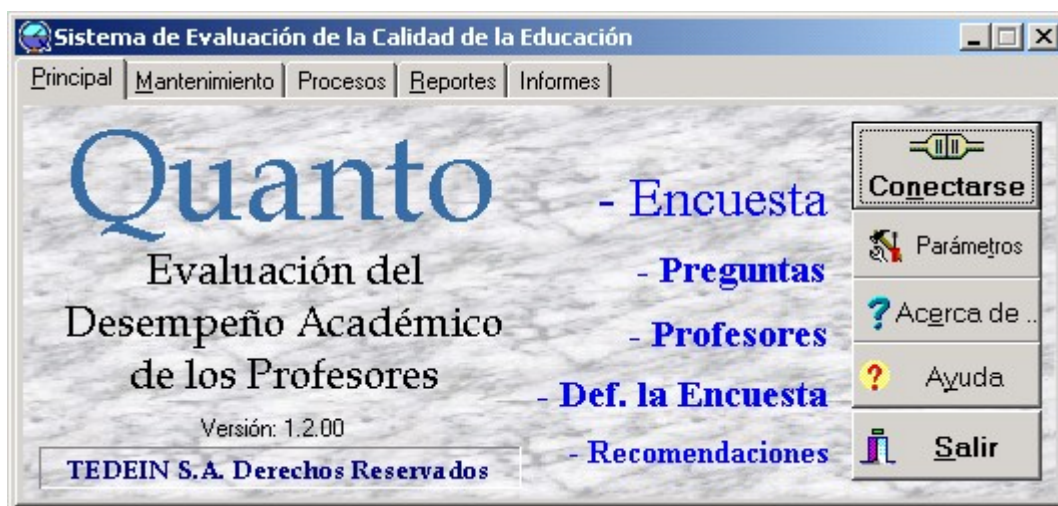 Sistema de Evaluación de la Calidad de la Educación
Principal Mantenimiento Procesos Reportes Informes
Quanto
Evaluación del
Desempeño Académico
de los Profesores
Versión: 1.2.00
TEDEIN S.A. Derechos Reservados
- Encuesta
- Preguntas
- Profesores
- Def. la Encuesta
- Recomendaciones
Conectarse
Parámetros
Acerca de ..
Ayuda
Salir